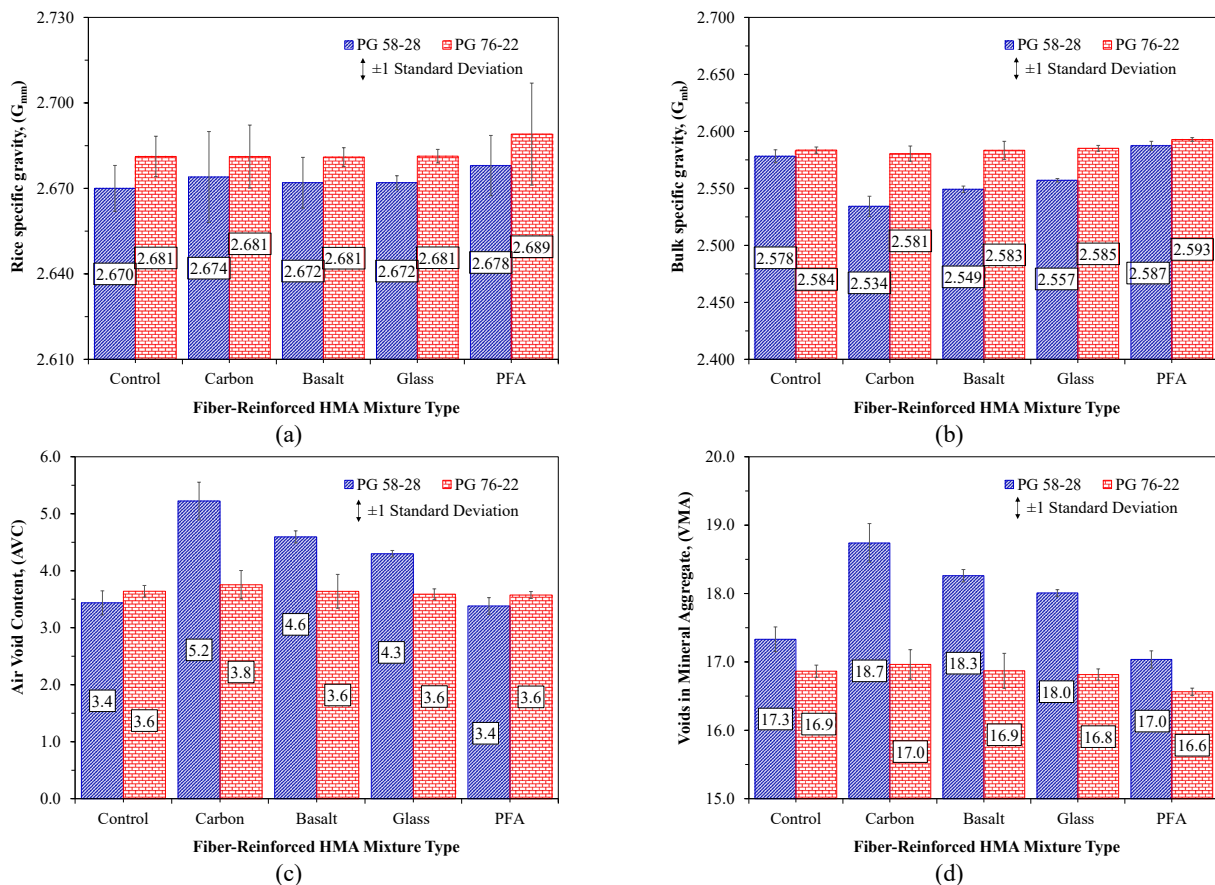 (a)
2.730
2.700
2.670
2.640
2.610
Rice specific gravity, (Gmm)
PG 58-28 PG 76-22
±1 Standard Deviation
2.670 2.681 2.674 2.681 2.672 2.681 2.672 2.681 2.678 2.689
Control Carbon Basalt Glass PFA
Fiber-Reinforced HMA Mixture Type
(a)
(b)
2.700
2.650
2.600
2.550
2.500
2.450
2.400
Bulk specific gravity, (Gmb)
PG 58-28 PG 76-22
±1 Standard Deviation
2.578 2.584 2.534 2.581 2.549 2.583 2.557 2.585 2.587 2.593
Control Carbon Basalt Glass PFA
Fiber-Reinforced HMA Mixture Type
(b)
(c)
6.0
5.0
4.0
3.0
2.0
1.0
0.0
Air Void Content, (AVC)
PG 58-28 PG 76-22
±1 Standard Deviation
3.4 3.6 5.2 3.8 4.6 3.6 4.3 3.6 3.4 3.6
Control Carbon Basalt Glass PFA
Fiber-Reinforced HMA Mixture Type
(c)
(d)
20.0
19.0
18.0
17.0
16.0
15.0
Voids in Mineral Aggregate, (VMA)
PG 58-28 PG 76-22
±1 Standard Deviation
17.3 16.9 18.7 17.0 18.3 16.9 18.0 16.8 17.0 16.6
Control Carbon Basalt Glass PFA
Fiber-Reinforced HMA Mixture Type
(d)